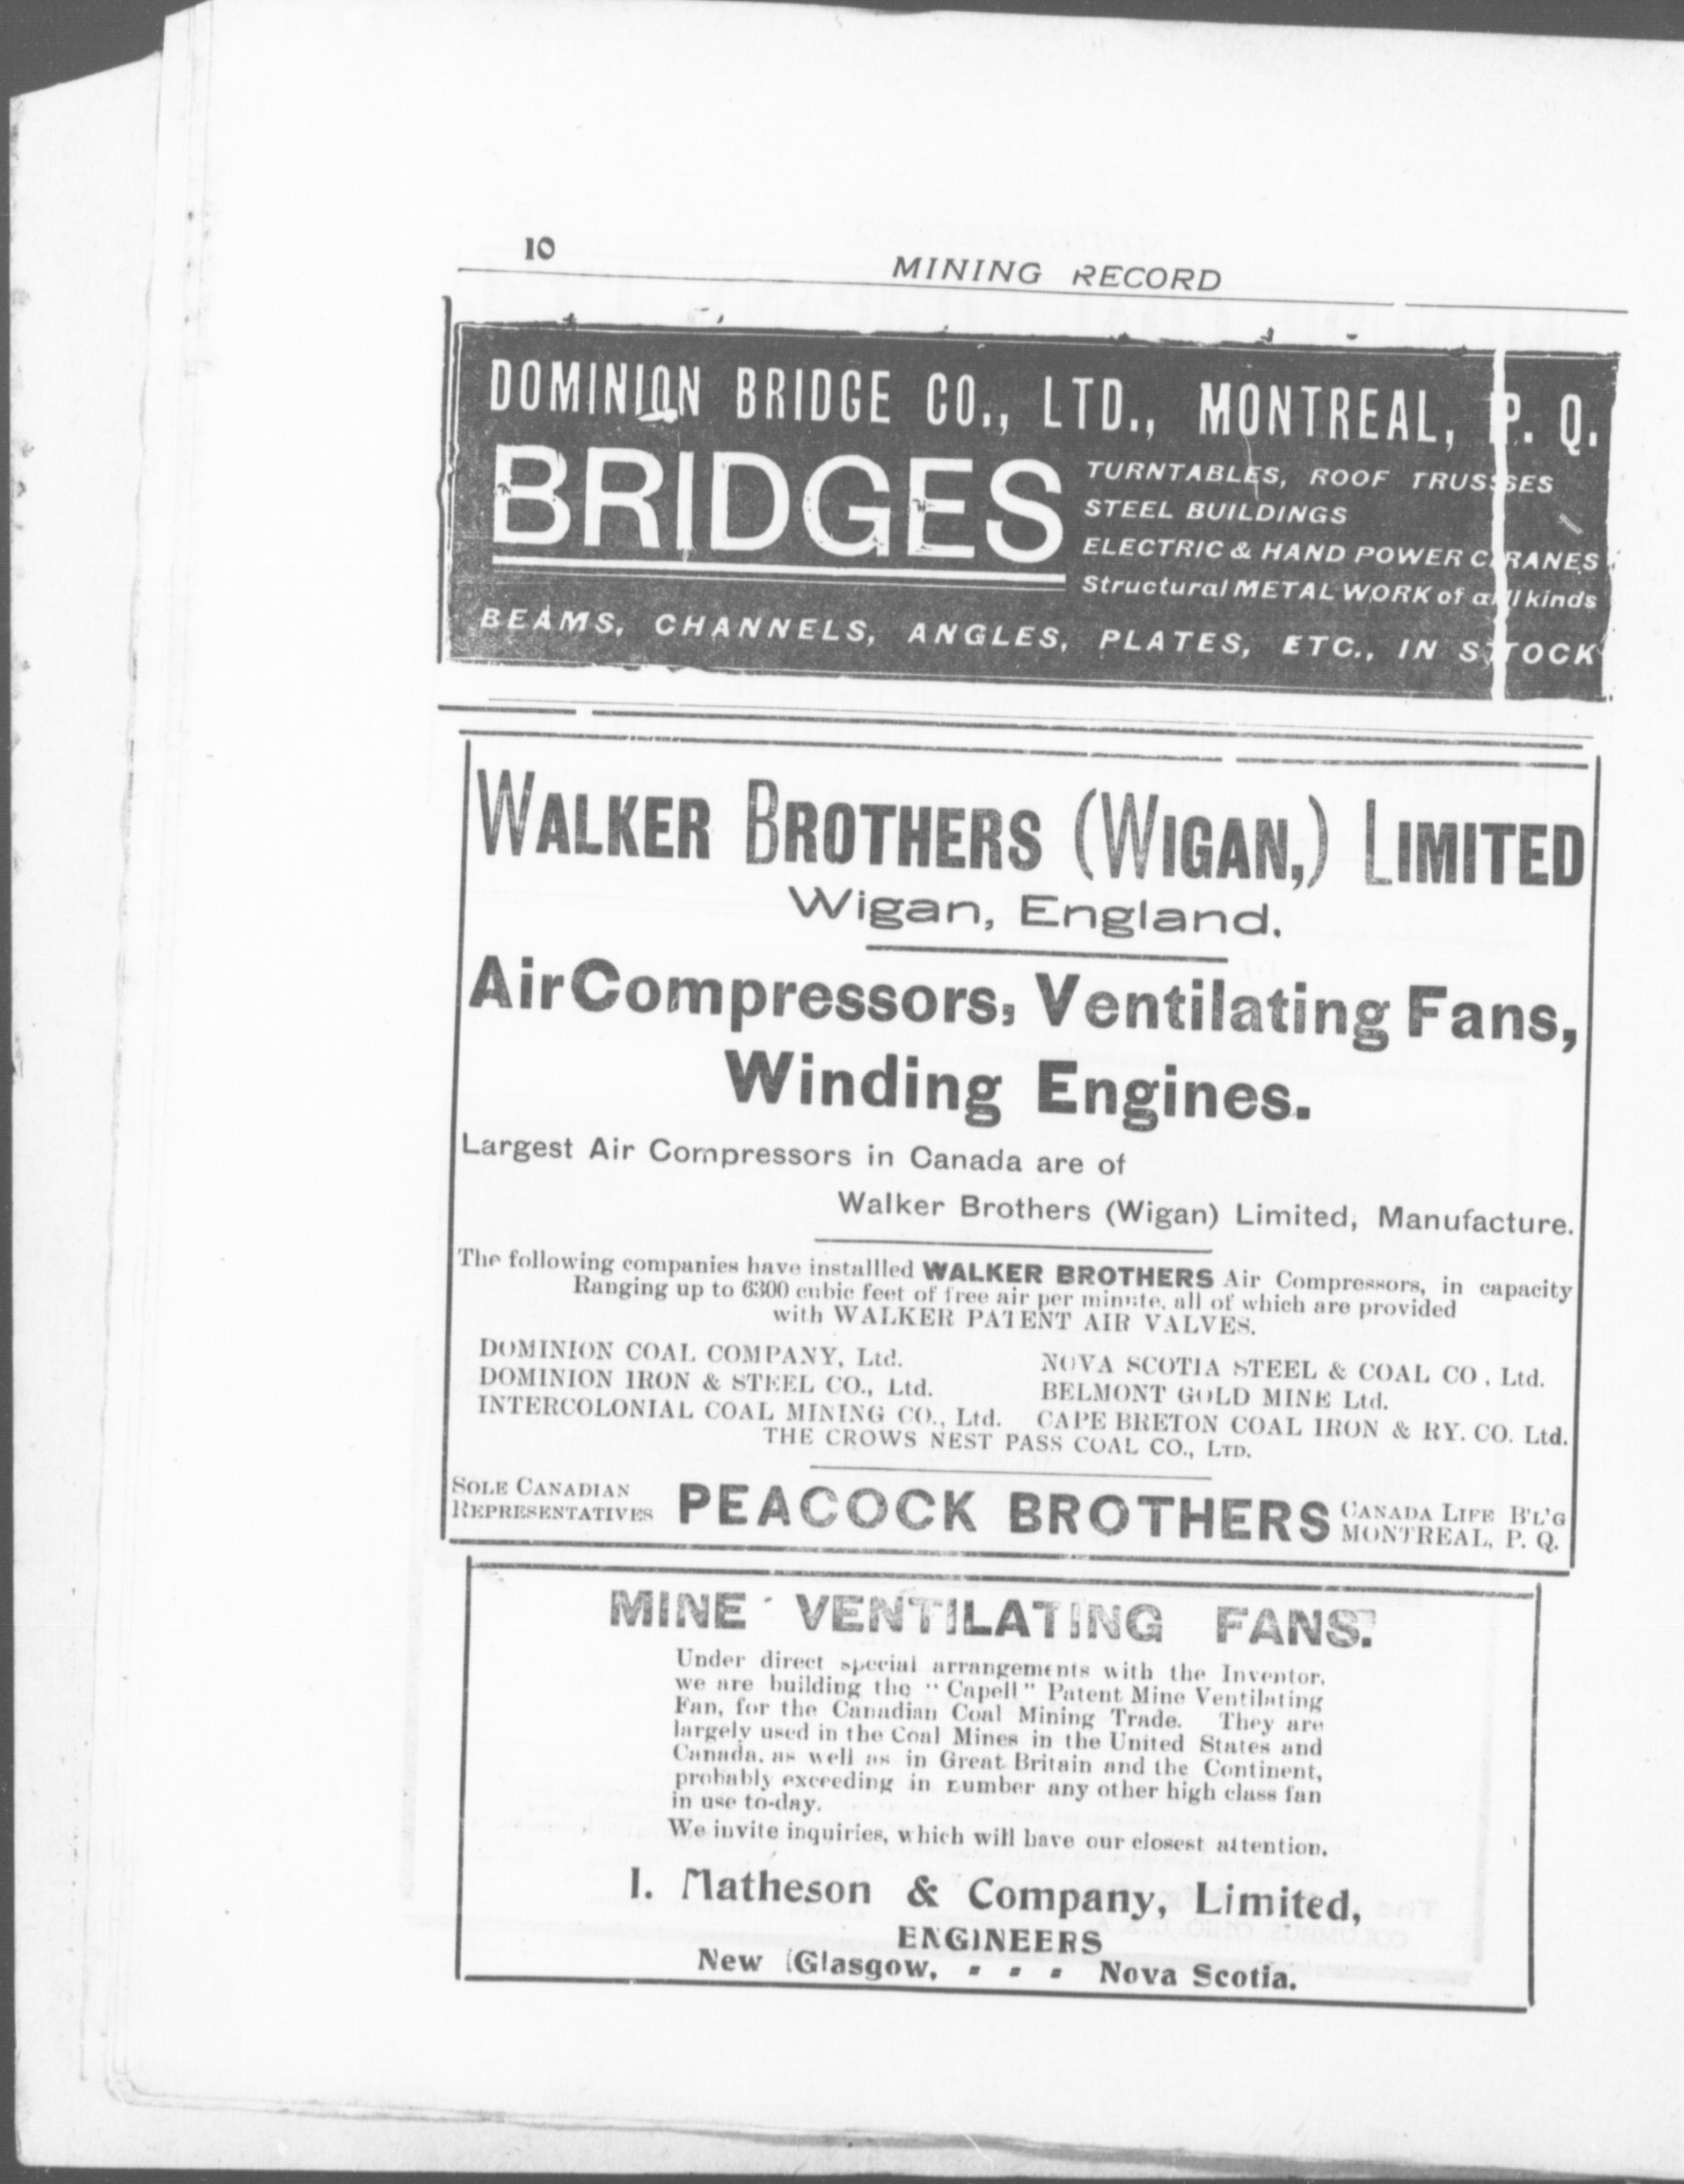 10
MINING RECORD
DOMINION BRIDGE CO., LTD., MONTREAL, P. Q.
BRIDGES
TURNTABLES, ROOF TRUSSES
STEEL BUILDINGS
ELECTRIC & HAND POWER CRANES
Structural METAL WORK of all kinds
BEAMS, CHANNELS, ANGLES, PLATES, ETC., IN STOCK
WALKER BROTHERS (WIGAN,) LIMITED
Wigan, England.
Air Compressors, Ventilating Fans,
Winding Engines.
Largest Air Compressors in Canada are of
Walker Brothers (Wigan) Limited, Manufacture.
The following companies have installled WALKER BROTHERS Air Compressors, in capacity
Ranging up to 6300 cubic feet of free air per minute, all of which are provided
with WALKER PATENT AIR VALVES.
DOMINION COAL COMPANY, Ltd.
DOMINION IRON & STEEL CO., Ltd.
INTERCOLONIAL COAL MINING CO., Ltd.
NOVA SCOTIA STEEL & COAL CO., Ltd.
BELMONT GOLD MINE Ltd.
CAPE BRETON COAL IRON & RY. CO. Ltd.
THE CROWS NEST PASS COAL CO., LTD.
SOLE CANADIAN
REPRESENTATIVES
PEACOCK BROTHERS
CANADA LIFE B'L'G
MONTREAL, P. Q.
MINE VENTILATING FANS.
Under direct special arrangements with the Inventor,
we are building the "Capell" Patent Mine Ventilating
Fan, for the Canadian Coal Mining Trade. They are
largely used in the Coal Mines in the United States and
Canada, as well as in Great Britain and the Continent,
probably exceeding in number any other high class fan
in use to-day.
We invite inquiries, which will have our closest attention.
I. Matheson & Company, Limited,
ENGINEERS
New Glasgow, - - - Nova Scotia.